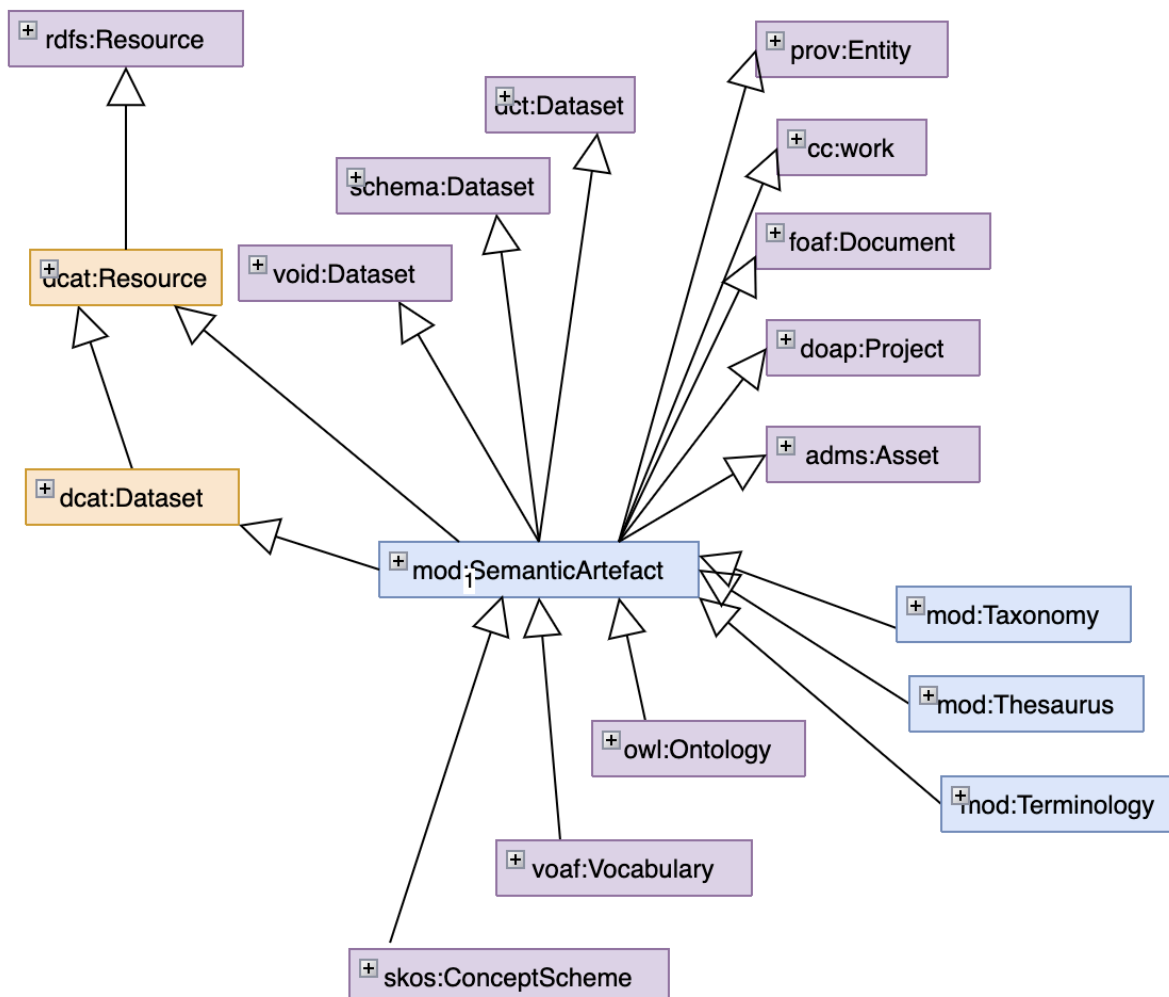 rdfs:Resource
prov:Entity
dct:Dataset
cc:work
schema:Dataset
foaf:Document
void:Dataset
dcat:Resource
doap:Project
adms:Asset
dcat:Dataset
mod:SemanticArtefact
1
mod:Taxonomy
mod:Thesaurus
owl:Ontology
mod:Terminology
voaf:Vocabulary
skos:ConceptScheme